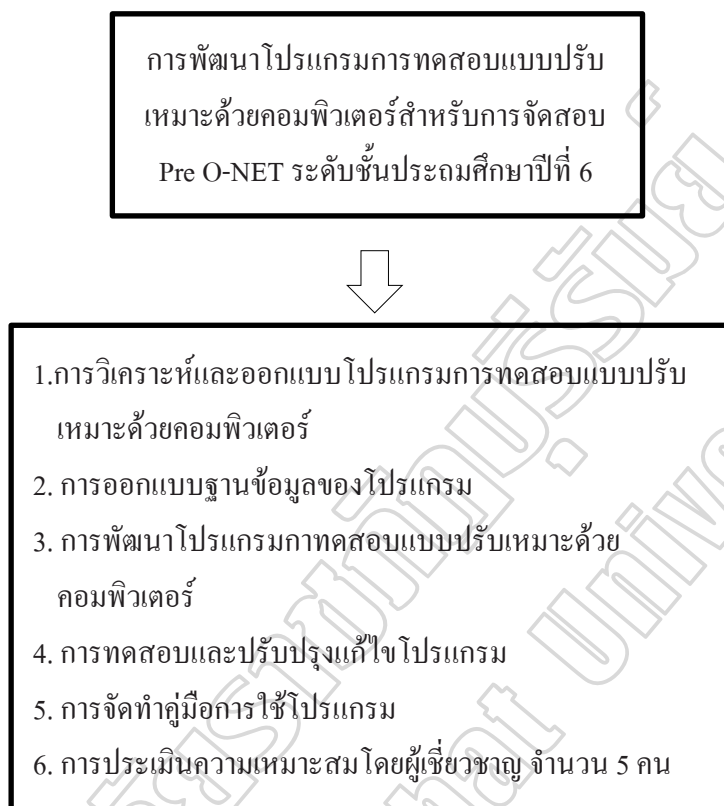 การพัฒนาโปรแกรมการทดสอบแบบปรับ
เหมาะด้วยคอมพิวเตอร์สำหรับการจัดสอบ
Pre O-NET ระดับชั้นประถมศึกษาปีที่ 6
1.การวิเคราะห์และออกแบบโปรแกรมการทดสอบแบบปรับ
เหมาะด้วยคอมพิวเตอร์
2. การออกแบบฐานข้อมูลของโปรแกรม
3. การพัฒนาโปรแกรมกาทดสอบแบบปรับเหมาะด้วย
คอมพิวเตอร์
4. การทดสอบและปรับปรุงแก้ไขโปรแกรม
5. การจัดทำคู่มือการใช้โปรแกรม
6. การประเมินความเหมาะสมโดยผู้เชี่ยวชาญ จำนวน 5 คน